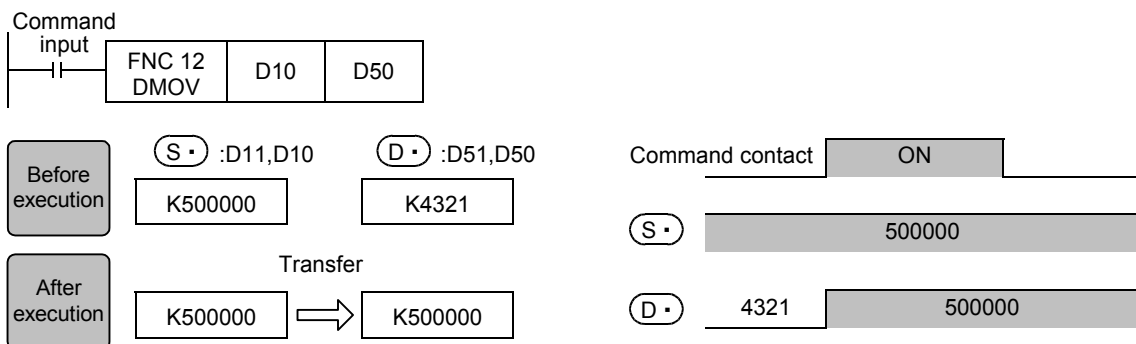 Command
input
FNC 12
DMOV
D10
D50
Before
execution
S· :D11,D10
D· :D51,D50
K500000
K4321
After
execution
Transfer
K500000
K500000
Command contact
ON
S·
500000
D·
4321
500000